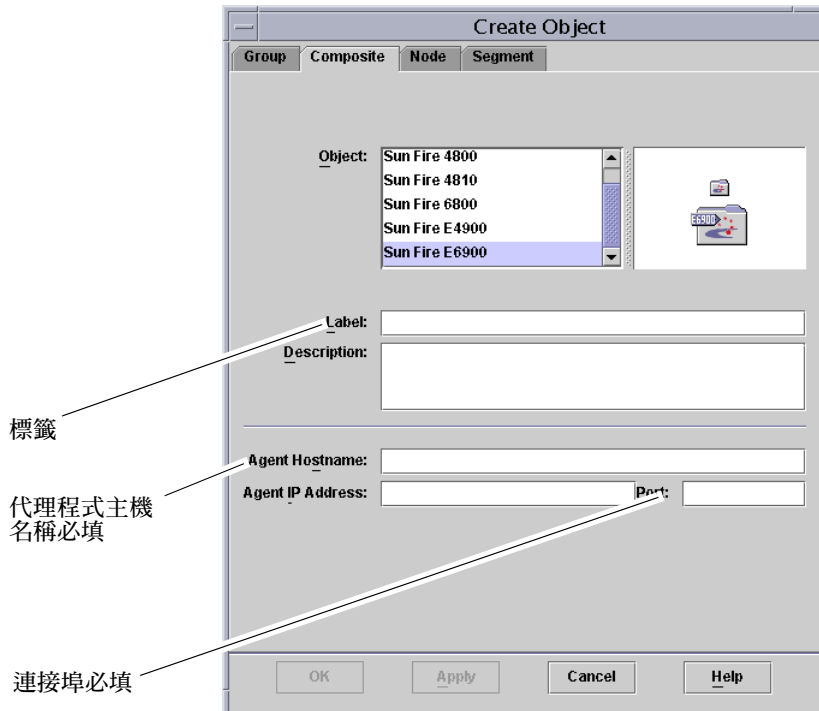 Create Object
Group Composite Node Segment
Object:
Sun Fire 4800
Sun Fire 4810
Sun Fire 6800
Sun Fire E4900
Sun Fire E6900
E6900
Label:
Description:
標籤
Agent Hostname:
Agent IP Address:
Port:
代理程式主機
名稱必填
連接埠必填
OK Apply Cancel Help